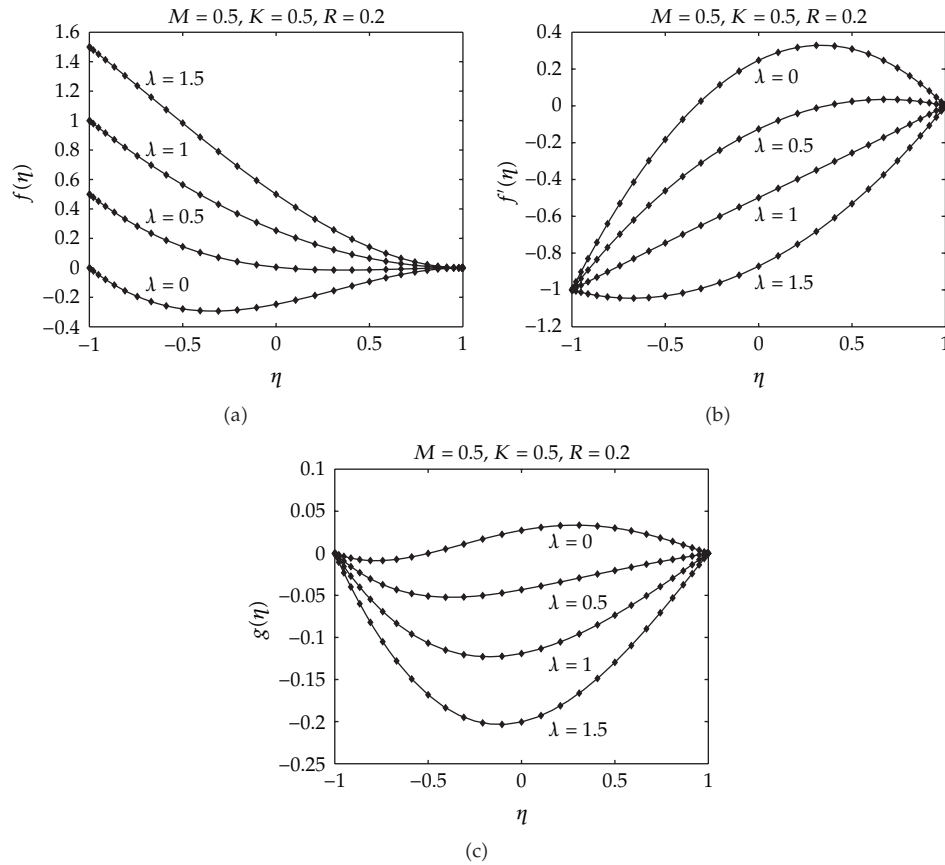 M = 0.5, K = 0.5, R = 0.2
1.6
1.4
1.2
1
0.8
0.6
0.4
0.2
0
−0.2
−0.4
f(η)
λ = 1.5
λ = 1
λ = 0.5
λ = 0
−1
−0.5
0
0.5
1
η
(a)
M = 0.5, K = 0.5, R = 0.2
0.4
0.2
0
−0.2
−0.4
−0.6
−0.8
−1
−1.2
f′(η)
λ = 0
λ = 0.5
λ = 1
λ = 1.5
−1
−0.5
0
0.5
1
η
(b)
M = 0.5, K = 0.5, R = 0.2
0.1
0.05
0
−0.05
−0.1
−0.15
−0.2
−0.25
g(η)
λ = 0
λ = 0.5
λ = 1
λ = 1.5
−1
−0.5
0
0.5
1
η
(c)